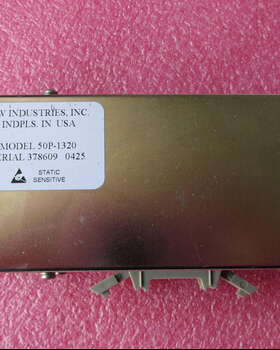 INDUSTRIES, INC.
INDPLS. IN USA
MODEL 50P-1320
ERIAL 378609 0425
STATIC
SENSITIVE